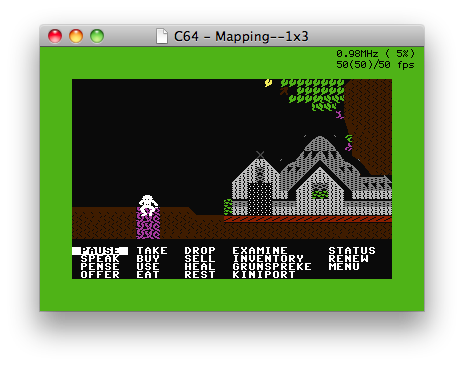 C64 - Mapping--1x3
0.98MHz ( 5%)
50(50)/50 fps
PAUSE TAKE DROP EXAMINE STATUS
SPEAK BUY SELL INVENTORY RENEW
PENSE USE HEAL GRUNSPREKE MENU
OFFER EAT REST KINIPORT